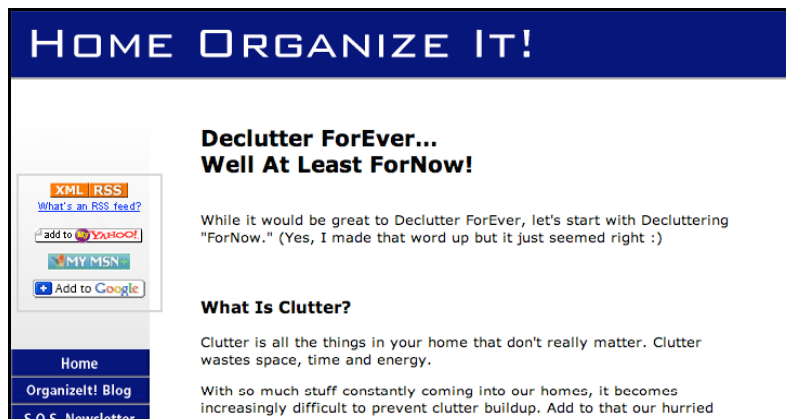 HOME ORGANIZE IT!
Declutter ForEver...
Well At Least ForNow!
XML RSS
What's an RSS feed?
add to MY YAHOO!
MY MSN+
+ Add to Google
While it would be great to Declutter ForEver, let's start with Decluttering
"ForNow." (Yes, I made that word up but it just seemed right :)
What Is Clutter?
Clutter is all the things in your home that don't really matter. Clutter
wastes space, time and energy.
With so much stuff constantly coming into our homes, it becomes
increasingly difficult to prevent clutter buildup. Add to that our hurried
Home
OrganizeIt! Blog
S.O.S. Newsletter